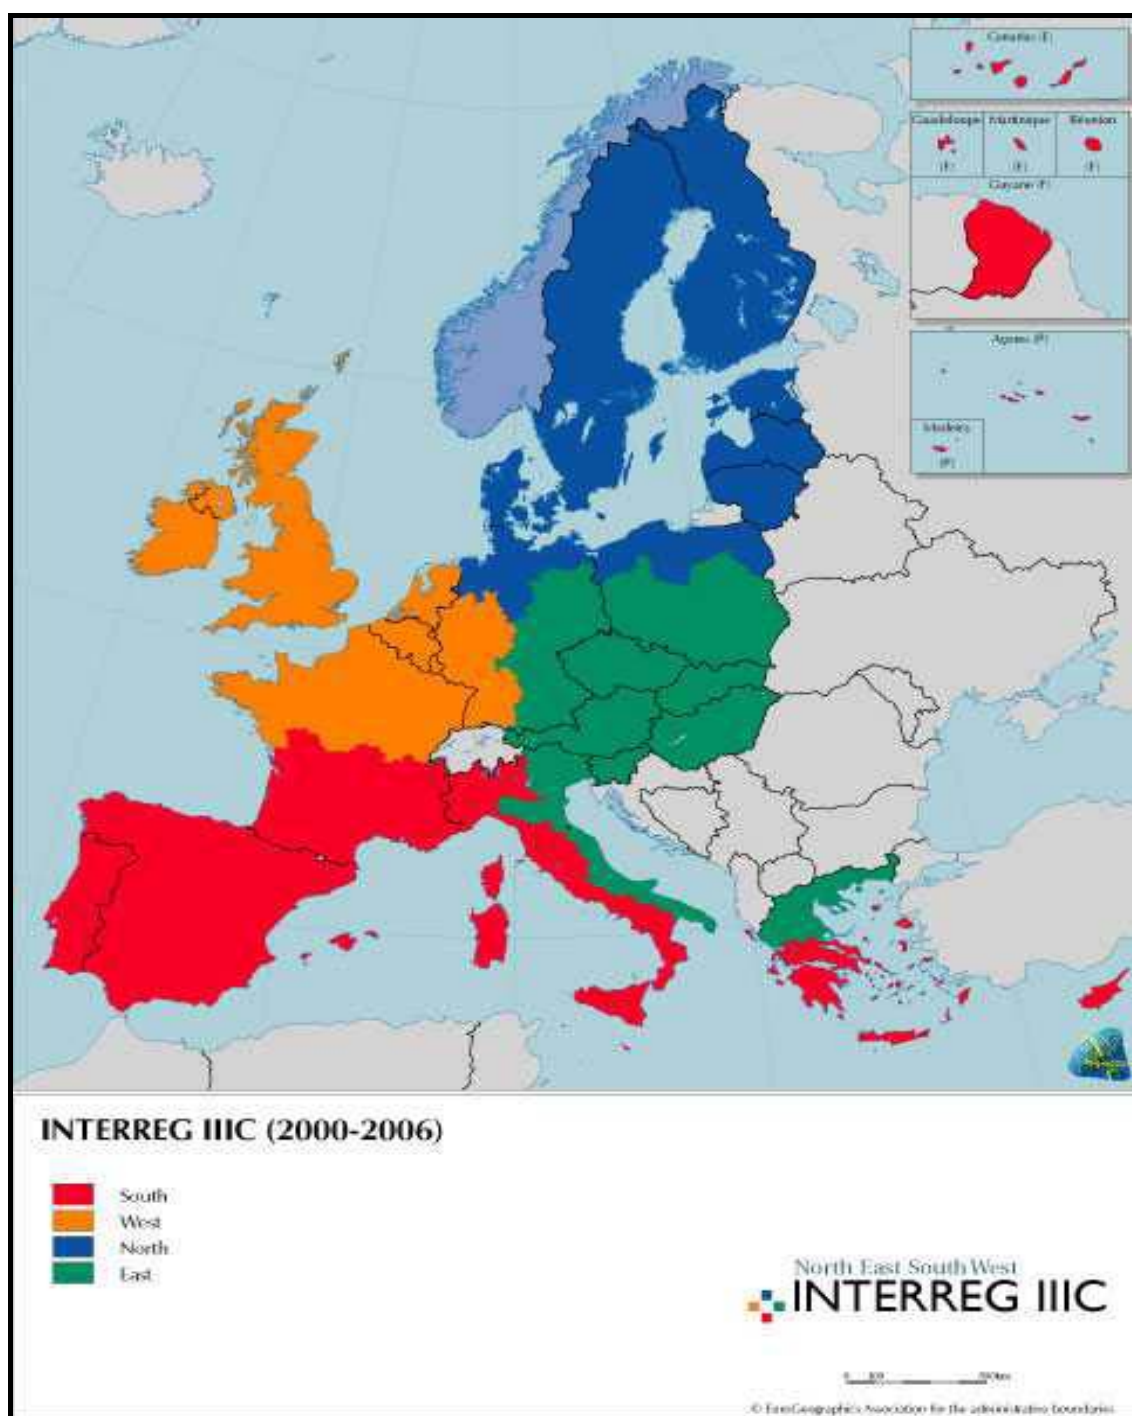 Canarias (E)
Guadeloupe Martinique Réunion
(F) (F) (F)
Guyane (F)
Açores (P)
Madeira
(P)
INTERREG IIIC (2000-2006)
South
West
North
East
North East South West
INTERREG IIIC
0
© EuroGeographics Association for the administrative boundaries